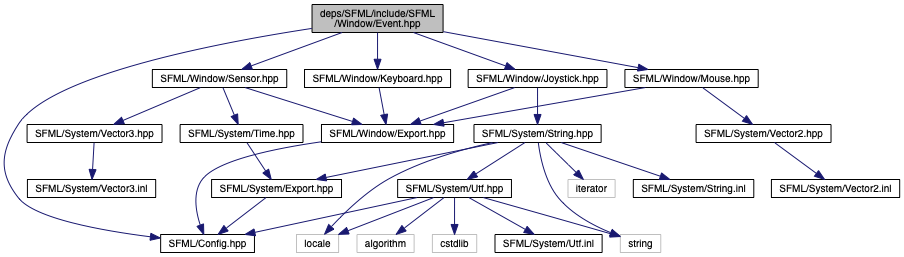 deps/SFML/include/SFML
/Window/Event.hpp
SFML/Window/Sensor.hpp
SFML/Window/Keyboard.hpp
SFML/Window/Joystick.hpp
SFML/Window/Mouse.hpp
SFML/System/Vector3.hpp
SFML/System/Time.hpp
SFML/Window/Export.hpp
SFML/System/String.hpp
SFML/System/Vector2.hpp
SFML/System/Vector3.inl
SFML/System/Export.hpp
SFML/System/Utf.hpp
iterator
SFML/System/String.inl
SFML/System/Vector2.inl
SFML/Config.hpp
locale
algorithm
cstdlib
SFML/System/Utf.inl
string